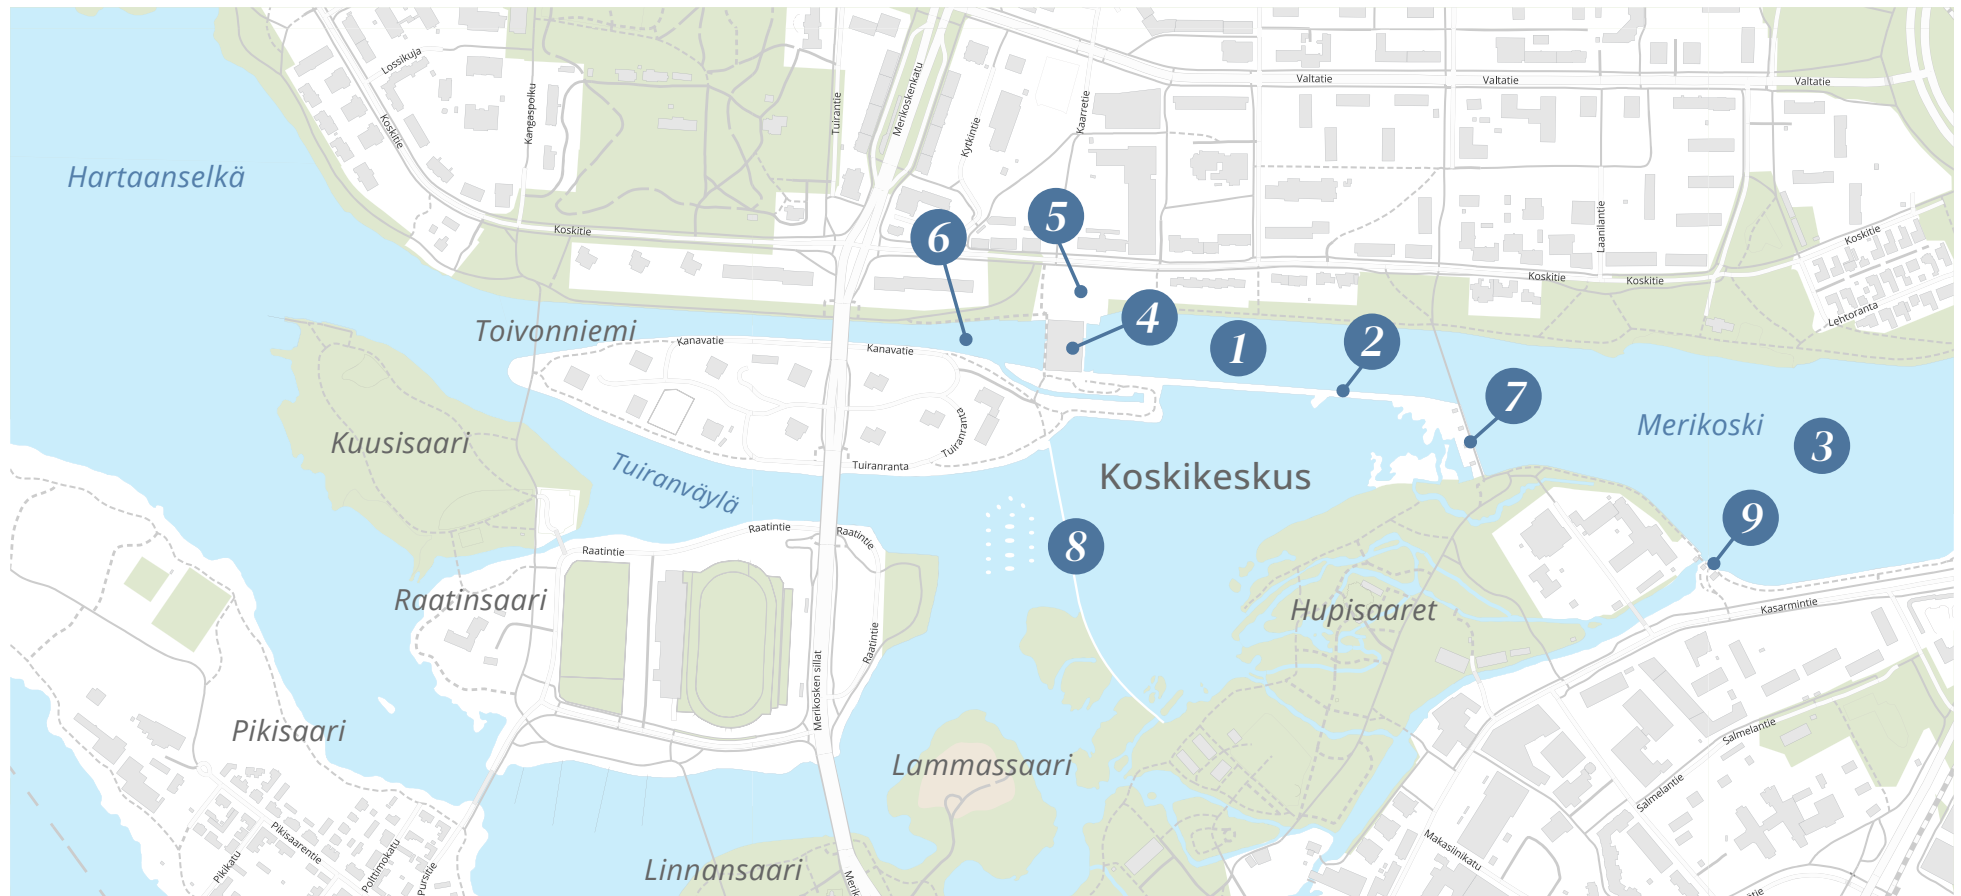 Valtatie
Valtatie
Valtatie
Lossikuja
Kangaspolku
Koskitie
Tuirantie
Merikoskenkatu
Kytkintie
Kaarretie
Hartaanselkä
Koskitie
6
5
Laanilantie
Koskitie
Koskitie
Koskitie
Lehtoranta
4
1
2
Toivonniemi
Kanavatie
Kanavatie
7
Merikoski
3
Kuusisaari
Tuiranväylä
Tuiranranta
Tuiranranta
Koskikeskus
9
8
Raatintie
Raatintie
Raatintie
Raatinsaari
Raatintie
Hupisaaret
Kasarmintie
Merikosken sillat
Pikisaari
Lammassaari
Salmelantie
Salmelantie
Pikisaarentie
Pikikatu
Polttimokatu
Pursitie
Linnansaari
Merik
Makasiinikatu
tie